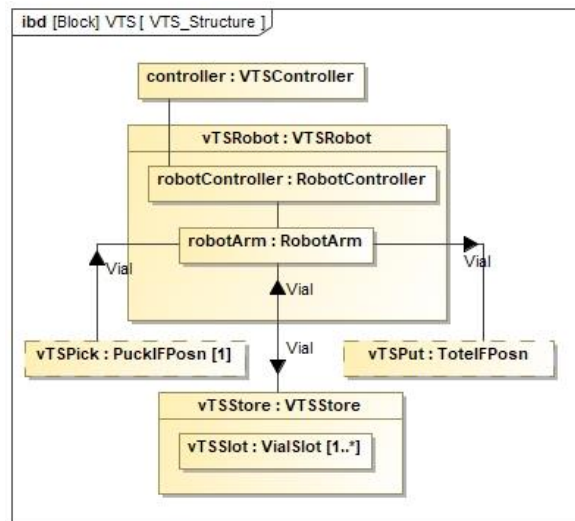 ibd [Block] VTS [ VTS_Structure ]
controller : VTSController
vTSRobot : VTSRobot
robotController : RobotController
robotArm : RobotArm
Vial
Vial
Vial
Vial
vTSPick : PuckIFPosn [1]
vTSPut : ToteIFPosn
vTSStore : VTSStore
vTSSlot : VialSlot [1..*]